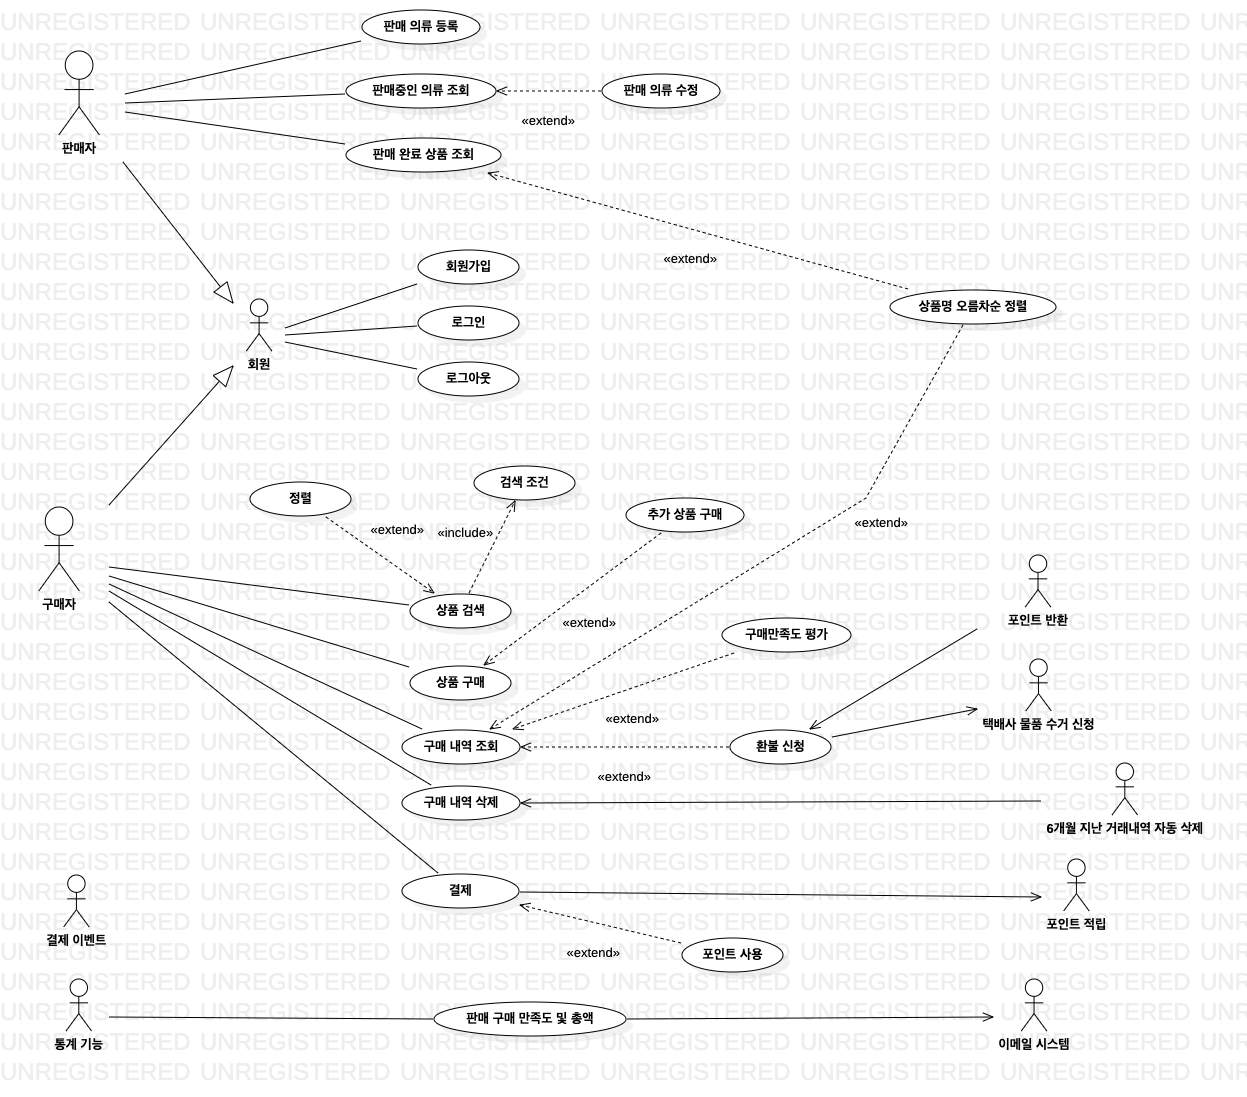 판매 의류 등록
판매중인 의류 조회
판매 의류 수정
«extend»
판매자
판매 완료 상품 조회
«extend»
회원가입
상품명 오름차순 정렬
로그인
회원
로그아웃
검색 조건
정렬
추가 상품 구매
«extend»
«include»
«extend»
구매자
상품 검색
포인트 반환
«extend»
구매만족도 평가
상품 구매
«extend»
택배사 물품 수거 신청
구매 내역 조회
환불 신청
«extend»
구매 내역 삭제
6개월 지난 거래내역 자동 삭제
결제
포인트 적립
결제 이벤트
«extend»
포인트 사용
판매 구매 만족도 및 총액
통계 기능
이메일 시스템
UNREGISTERED